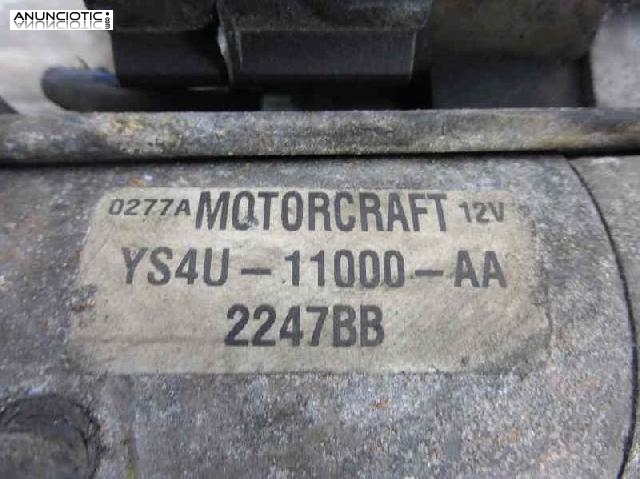 ANUNCIOTIC
0277A MOTORCRAFT 12V
YS4U-11000-AA
2247BB